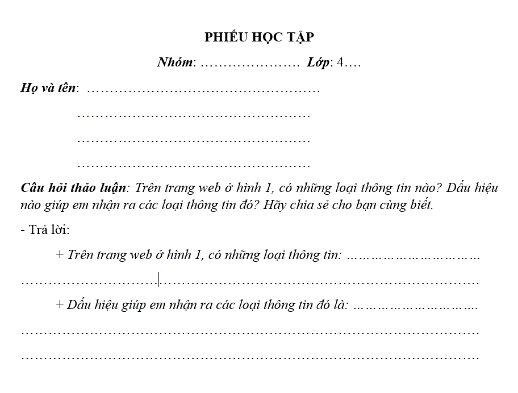 PHIẾU HỌC TẬP
Nhóm: …………………. Lớp: 4….
Họ và tên: ……………………………………………
……………………………………………
……………………………………………
……………………………………………
Câu hỏi thảo luận: Trên trang web ở hình 1, có những loại thông tin nào? Dấu hiệu
nào giúp em nhận ra các loại thông tin đó? Hãy chia sẻ cho bạn cùng biết.
- Trả lời:
+ Trên trang web ở hình 1, có những loại thông tin: …………………………
…………………………………………………………………………………………
+ Dấu hiệu giúp em nhận ra các loại thông tin đó là: ……………………….
…………………………………………………………………………………………
…………………………………………………………………………………………